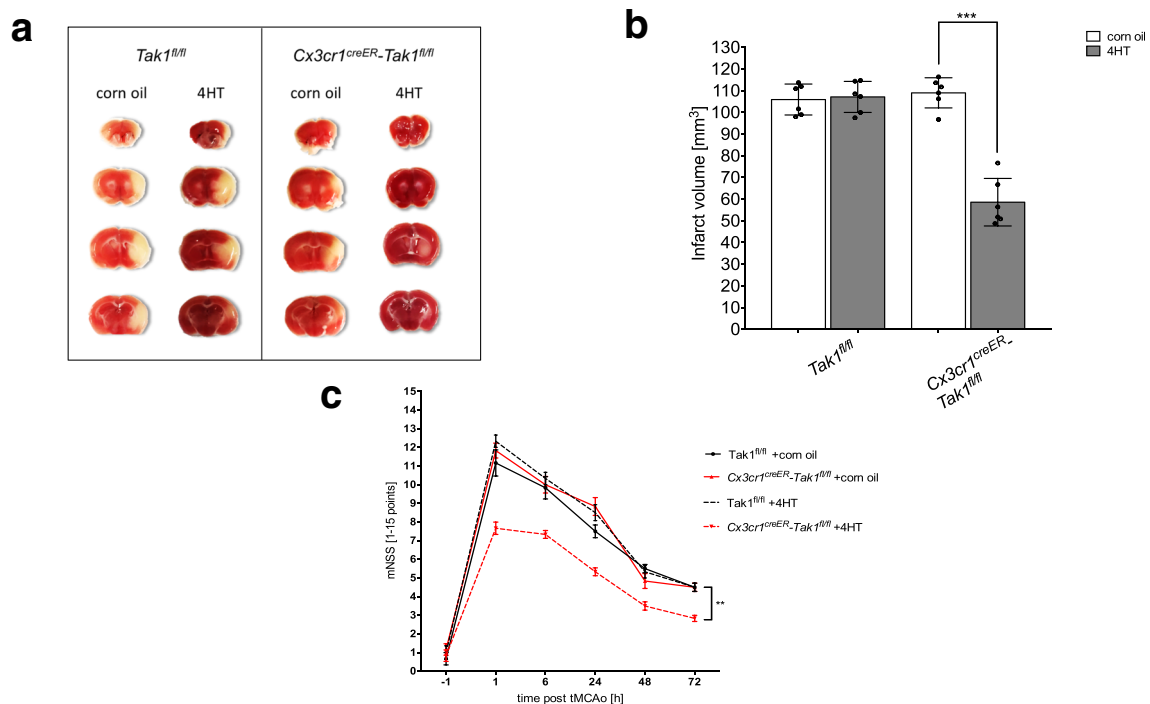 a
Tak1fl/fl
Cx3cr1creER-Tak1fl/fl
corn oil
4HT
corn oil
4HT
b
corn oil
4HT
***
Infarct volume [mm3]
130
120
110
100
90
80
70
60
50
40
30
20
10
0
Tak1fl/fl
Cx3cr1creER-
Tak1fl/fl
c
mNSS [1-15 points]
15
14
13
12
11
10
9
8
7
6
5
4
3
2
1
0
-1
1
6
24
48
72
time post tMCAo [h]
Tak1fl/fl +corn oil
Cx3cr1creER-Tak1fl/fl +corn oil
Tak1fl/fl +4HT
Cx3cr1creER-Tak1fl/fl +4HT
**